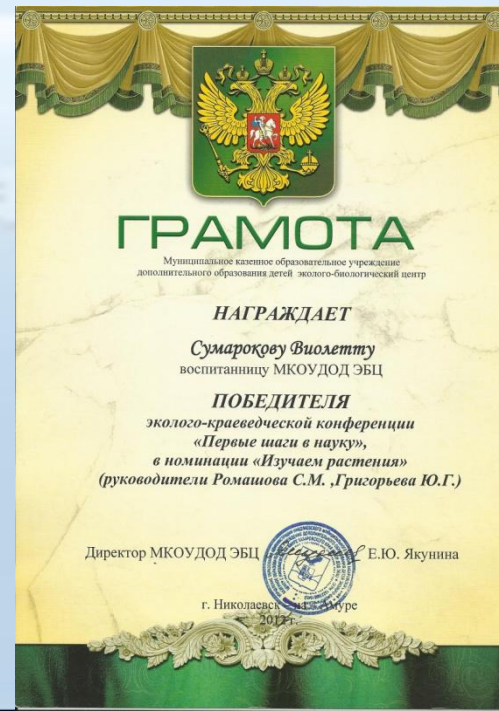 ГРАМОТА
Муниципальное казенное образовательное учреждение
дополнительного образования детей эколого-биологический центр
НАГРАЖДАЕТ
Сумарокову Виолетту
воспитанницу МКОУДОД ЭБЦ
ПОБЕДИТЕЛЯ
эколого-краеведческой конференции
«Первые шаги в науку»,
в номинации «Изучаем растения»
(руководители Ромашова С.М. ,Григорьева Ю.Г.)
Директор МКОУДОД ЭБЦ Е.Ю. Якунина
г. Николаевск - на - Амуре